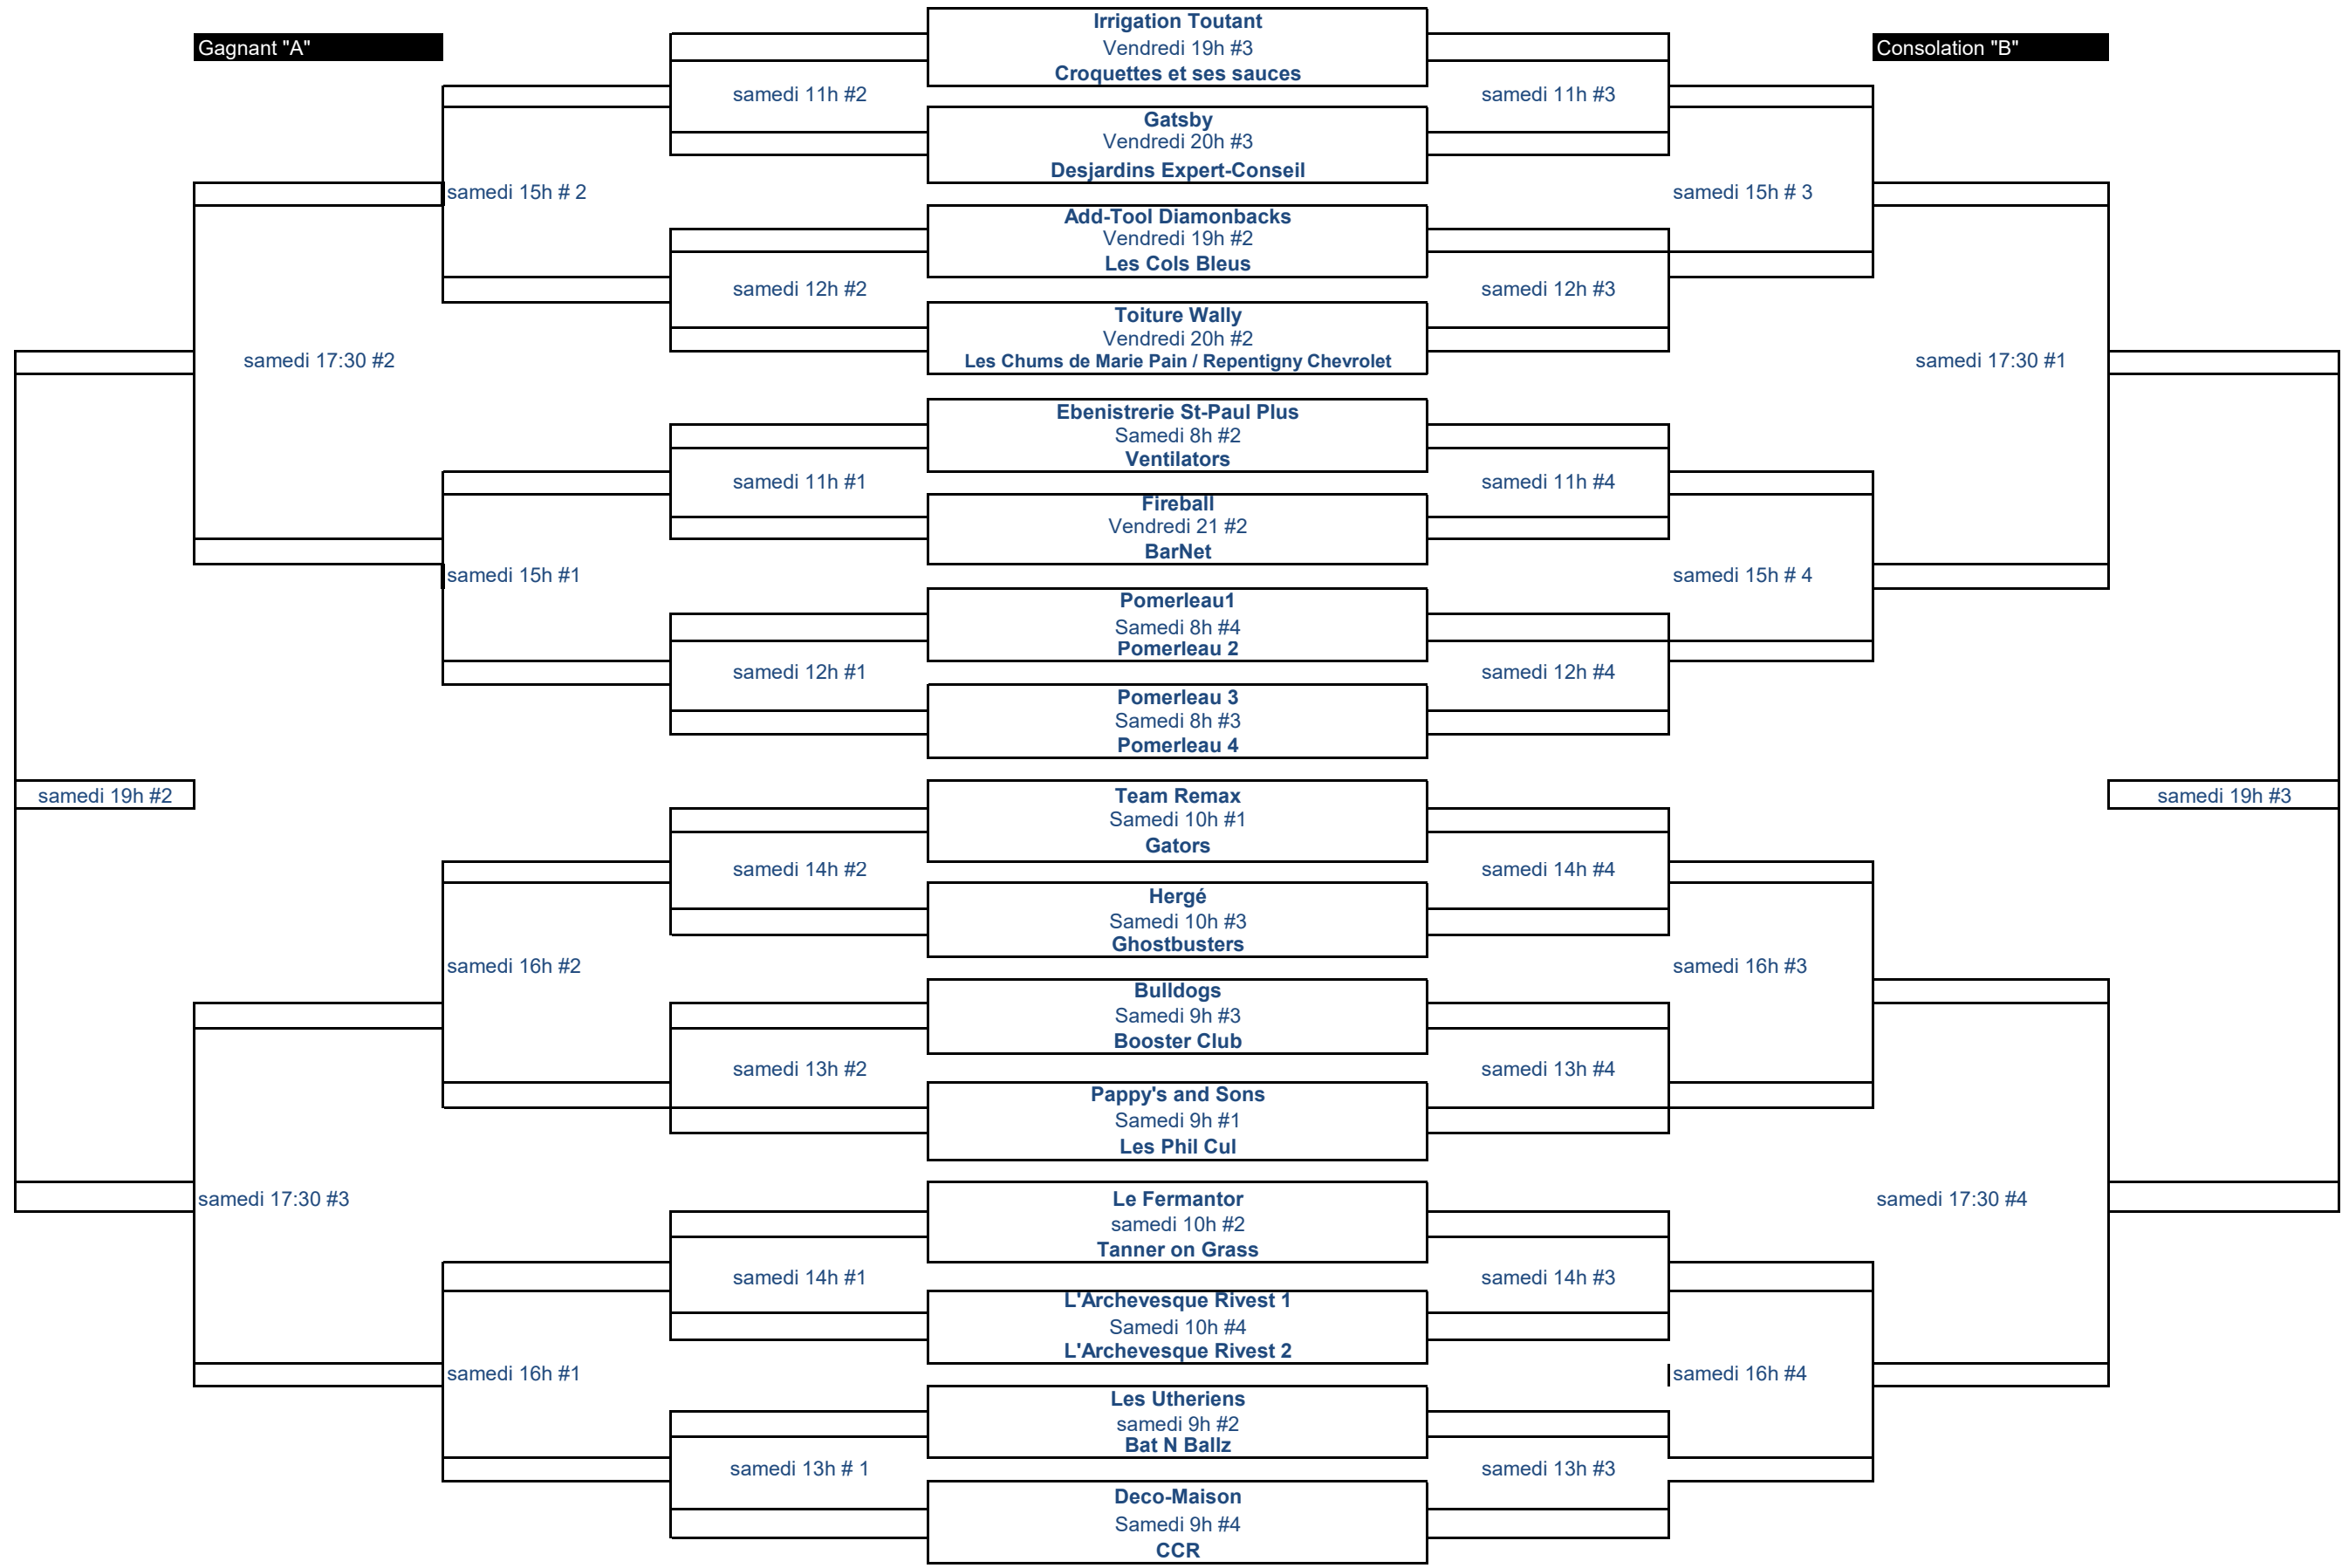 Irrigation Toutant
Gagnant "A"
Vendredi 19h #3
Consolation "B"
Croquettes et ses sauces
samedi 11h #2
samedi 11h #3
Gatsby
Vendredi 20h #3
Desjardins Expert-Conseil
samedi 15h # 2
samedi 15h # 3
Add-Tool Diamonbacks
Vendredi 19h #2
Les Cols Bleus
samedi 12h #2
samedi 12h #3
Toiture Wally
Vendredi 20h #2
Les Chums de Marie Pain / Repentigny Chevrolet
samedi 17:30 #2
samedi 17:30 #1
Ebenistrerie St-Paul Plus
Samedi 8h #2
Ventilators
samedi 11h #1
samedi 11h #4
Fireball
Vendredi 21 #2
BarNet
samedi 15h #1
samedi 15h # 4
Pomerleau1
Samedi 8h #4
Pomerleau 2
samedi 12h #1
samedi 12h #4
Pomerleau 3
Samedi 8h #3
Pomerleau 4
samedi 19h #2
Team Remax
samedi 19h #3
Samedi 10h #1
Gators
samedi 14h #2
samedi 14h #4
Hergé
Samedi 10h #3
Ghostbusters
samedi 16h #2
samedi 16h #3
Bulldogs
Samedi 9h #3
Booster Club
samedi 13h #2
samedi 13h #4
Pappy's and Sons
Samedi 9h #1
Les Phil Cul
samedi 17:30 #3
Le Fermantor
samedi 17:30 #4
samedi 10h #2
Tanner on Grass
samedi 14h #1
samedi 14h #3
L'Archevesque Rivest 1
Samedi 10h #4
L'Archevesque Rivest 2
samedi 16h #1
samedi 16h #4
Les Utheriens
samedi 9h #2
Bat N Ballz
samedi 13h # 1
samedi 13h #3
Deco-Maison
Samedi 9h #4
CCR